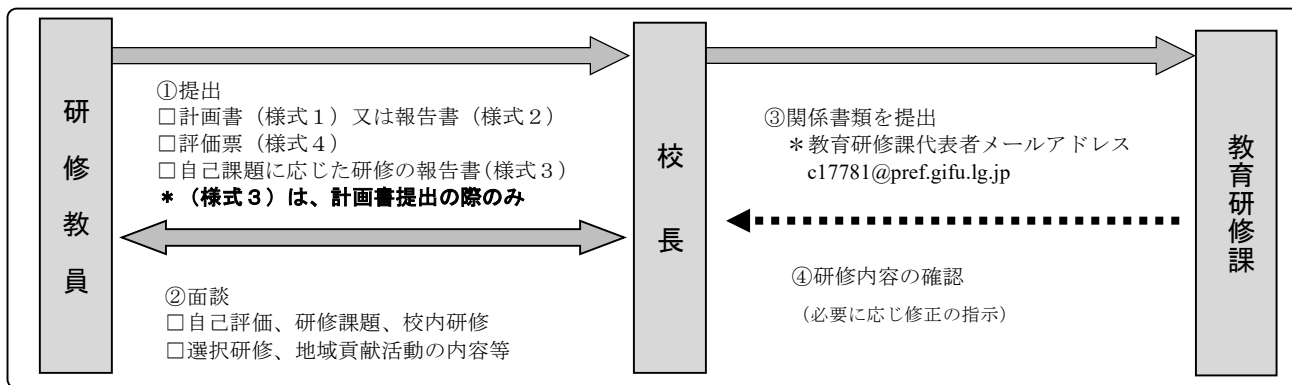 研修教員
①提出
□計画書（様式１）又は報告書（様式２）
□評価票（様式４）
□自己課題に応じた研修の報告書(様式３)
＊（様式３）は、計画書提出の際のみ
②面談
□自己評価、研修課題、校内研修
□選択研修、地域貢献活動の内容等
校長
③関係書類を提出
＊教育研修課代表者メールアドレス
c17781@pref.gifu.lg.jp
④研修内容の確認
（必要に応じ修正の指示）
教育研修課